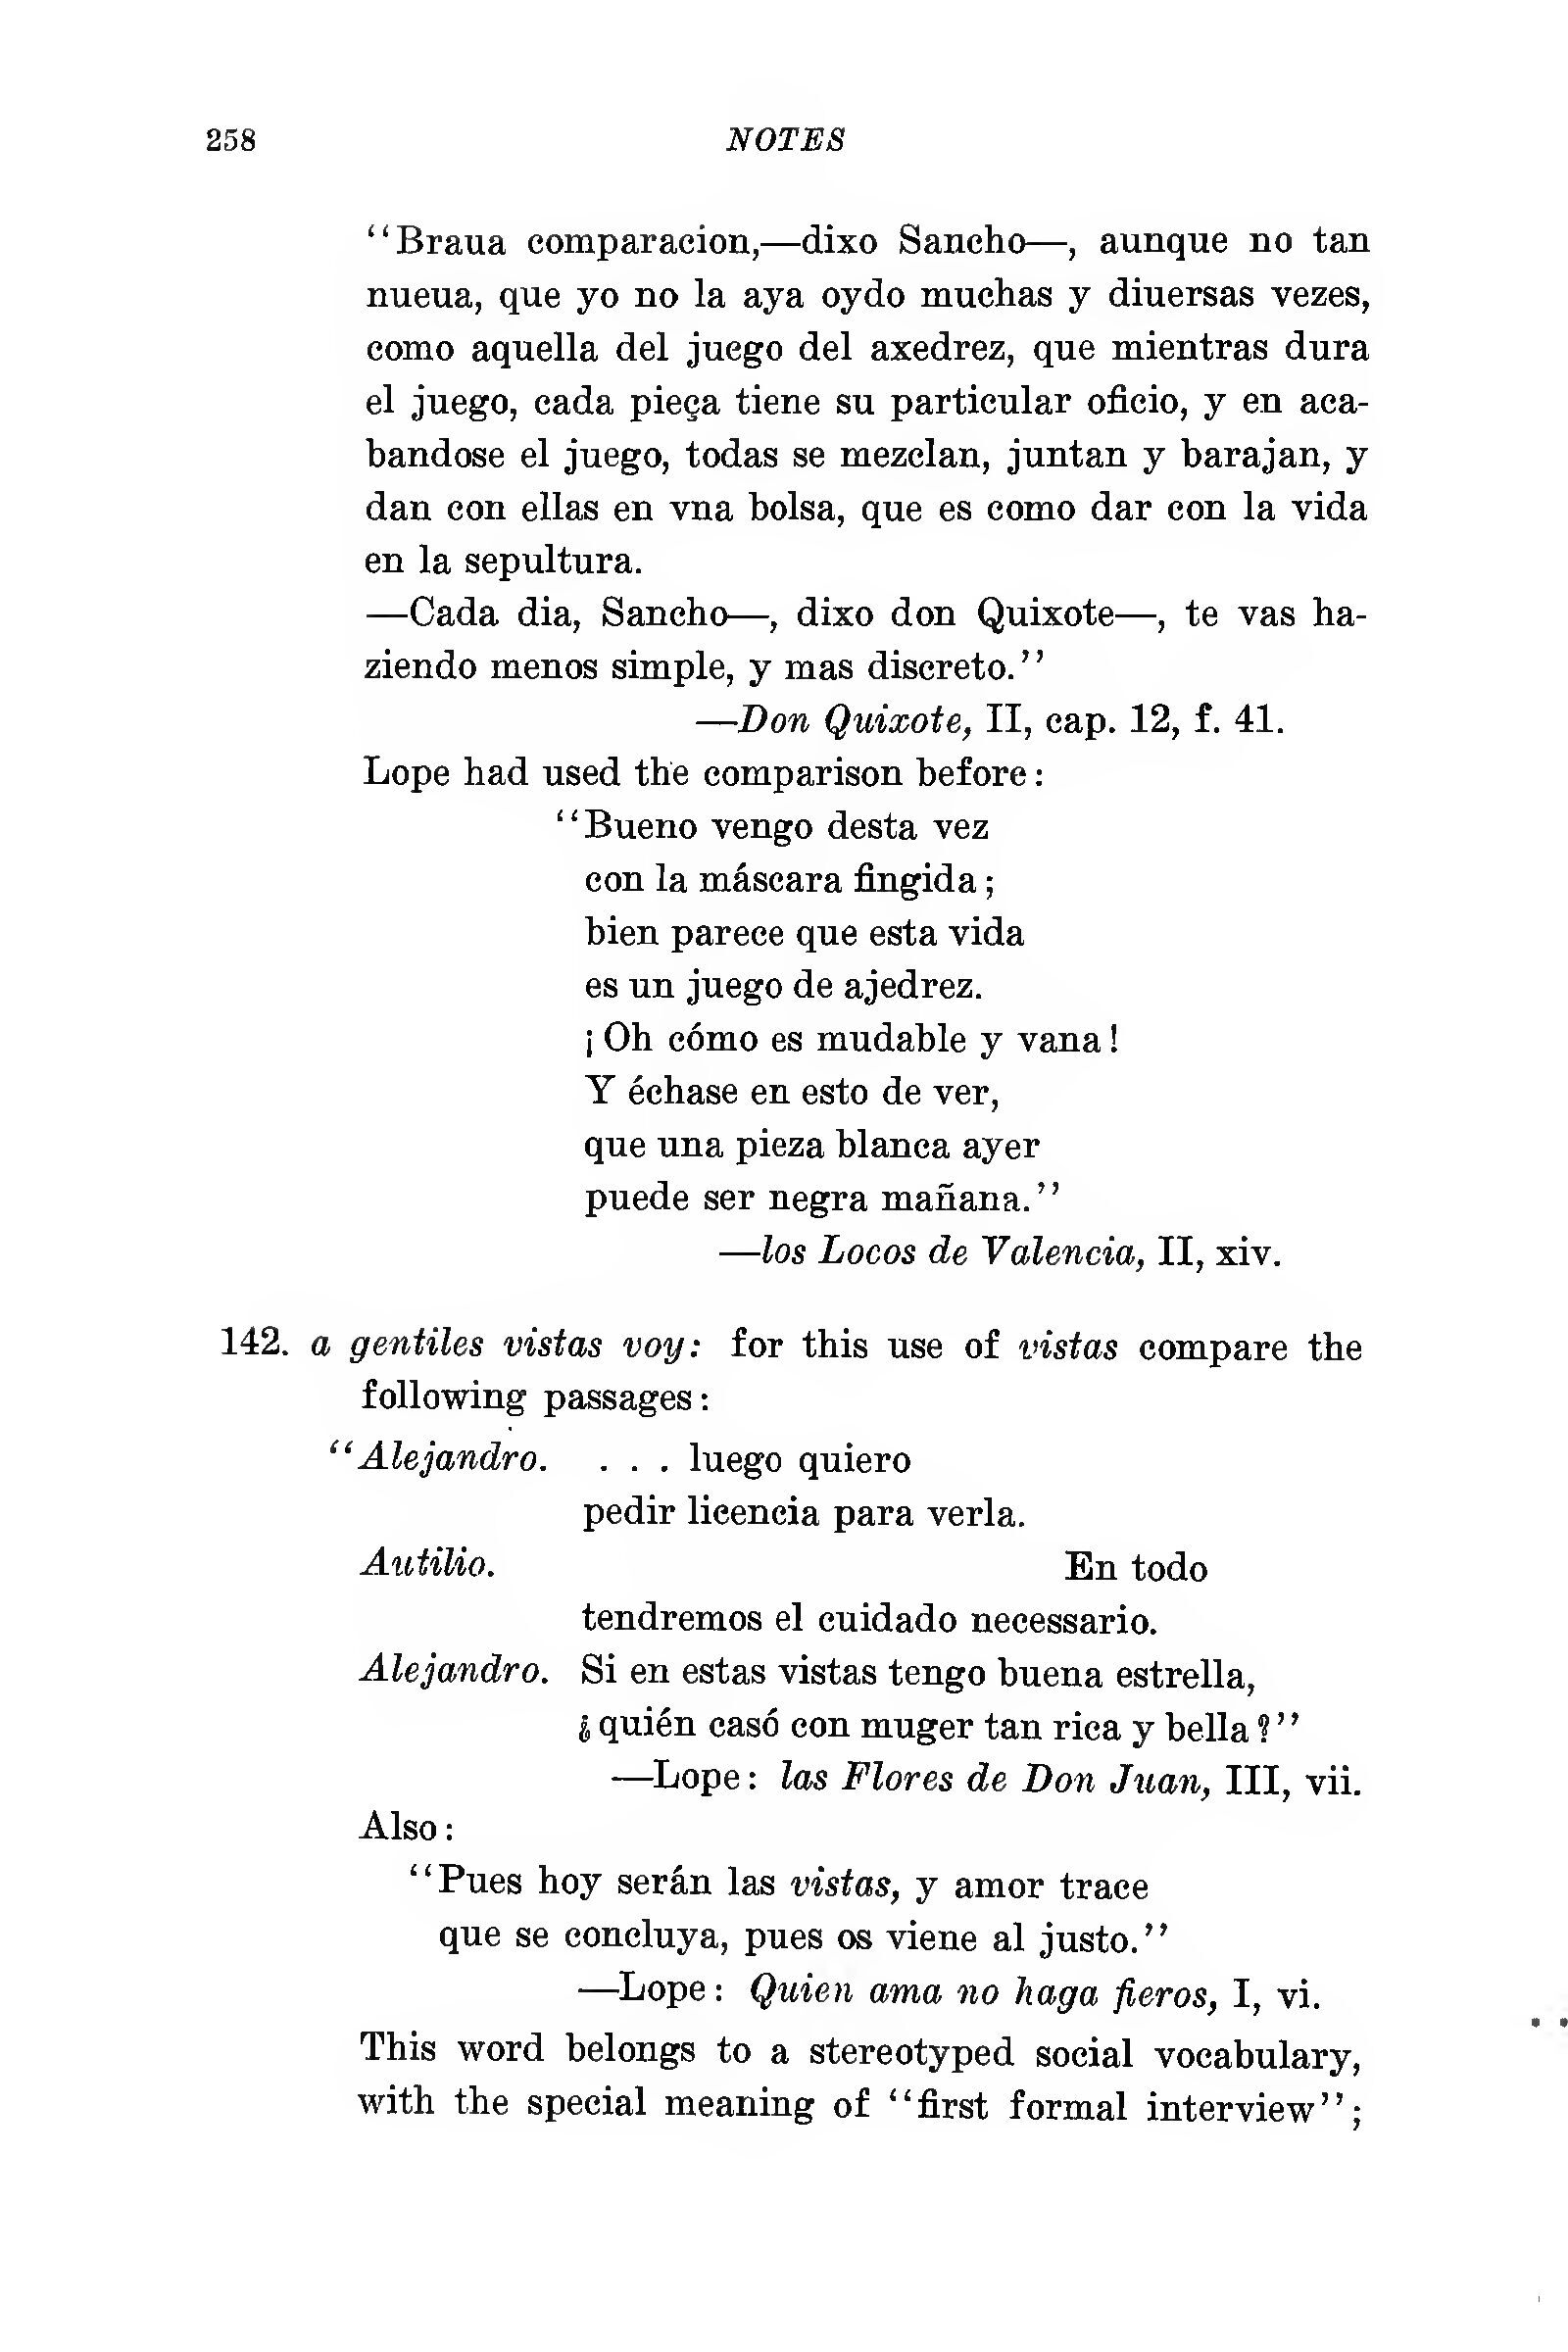 258 NOTES
“Braua comparacion,—dixo Sancho—, aunque no tan
nueua, que yo no la aya oydo muchas y diuersas vezes,
como aquella del juego del axedrez, que mientras dura
el juego, cada pieça tiene su particular oficio, y en aca-
bandose el juego, todas se mezclan, juntan y barajan, y
dan con ellas en vna bolsa, que es como dar con la vida
en la sepultura.
—Cada dia, Sancho—, dixo don Quixote—, te vas ha-
ziendo menos simple, y mas discreto.”
—Don Quixote, II, cap. 12, f. 41.
Lope had used the comparison before:
“Bueno vengo desta vez
con la máscara fingida;
bien parece que esta vida
es un juego de ajedrez.
¡Oh cómo es mudable y vana!
Y échase en esto de ver,
que una pieza blanca ayer
puede ser negra mañana.”
—los Locos de Valencia, II, xiv.
142. a gentiles vistas voy: for this use of vistas compare the
following passages:
“Alejandro. . . . luego quiero
pedir licencia para verla.
Autilio. En todo
tendremos el cuidado necessario.
Alejandro. Si en estas vistas tengo buena estrella,
¿quién casó con muger tan rica y bella?”
—Lope: las Flores de Don Juan, III, vii.
Also:
“Pues hoy serán las vistas, y amor trace
que se concluya, pues os viene al justo.”
—Lope: Quien ama no haga fieros, I, vi.
This word belongs to a stereotyped social vocabulary,
with the special meaning of “first formal interview”;